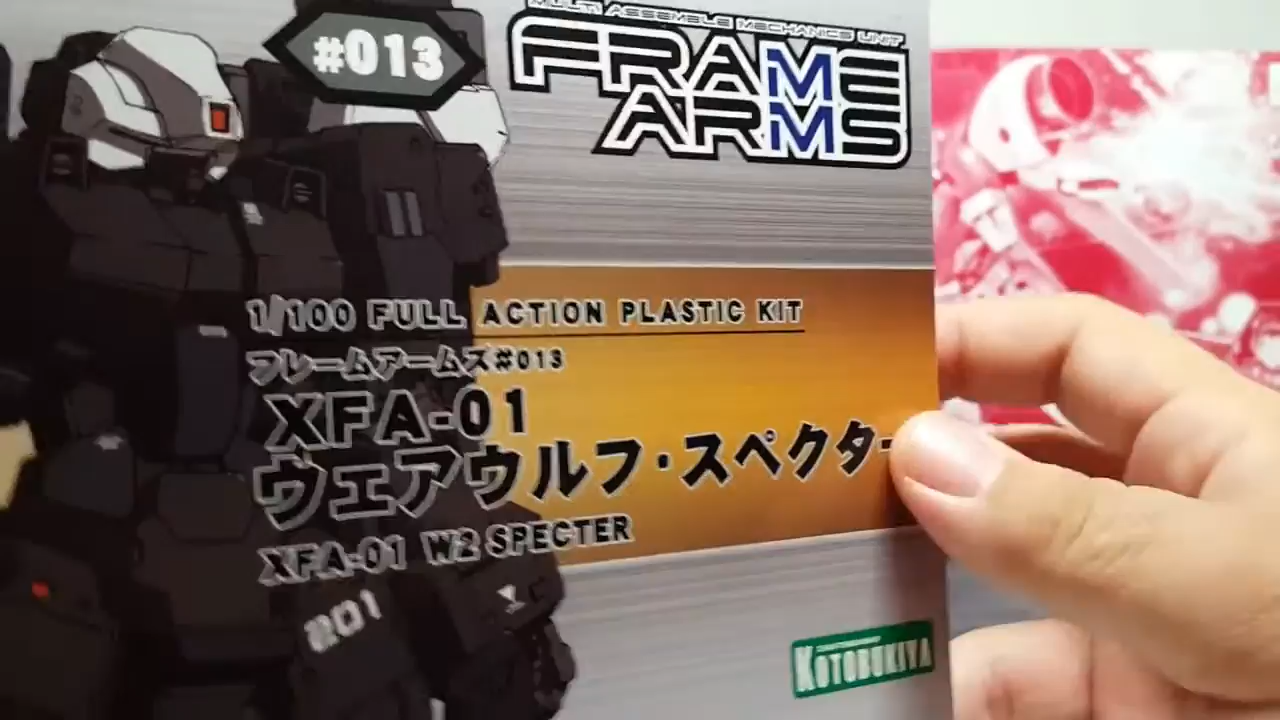 #013
MULTI ASSEMBLE MECHANICS UNIT
FRAME
ARMS
1/100 FULL ACTION PLASTIC KIT
フレームアームズ#013
XFA-01
ウェアウルフ・スペクター
XFA-01 W2 SPECTER
201
KOTOBUKIYA